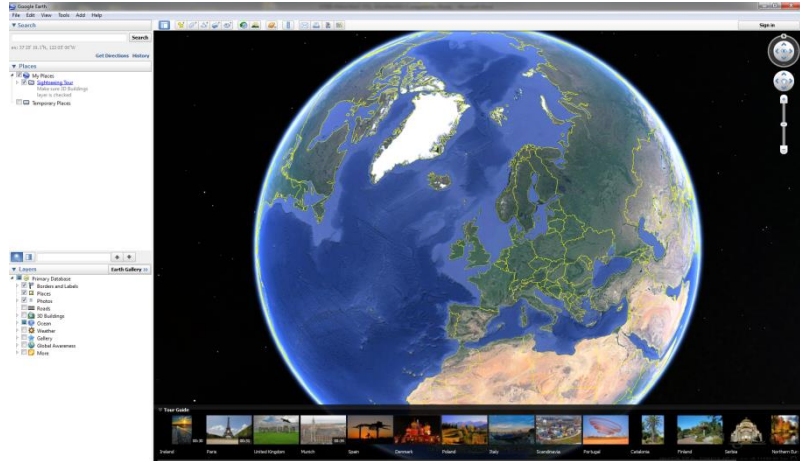 Google Earth
File Edit View Tools Add Help
Sign in
Search
Search
Get Directions History
Places
My Places
Sightseeing Tour
Make sure 3D Buildings
layer is checked
Temporary Places
Layers
Earth Gallery
Primary Database
Borders and Labels
Places
Photos
Roads
3D Buildings
Ocean
Weather
Gallery
Global Awareness
More
Tour Guide
Ireland Paris United Kingdom Munich Spain Denmark Poland Italy Scandinavia Portugal Catalonia Finland Serbia Northern Eur